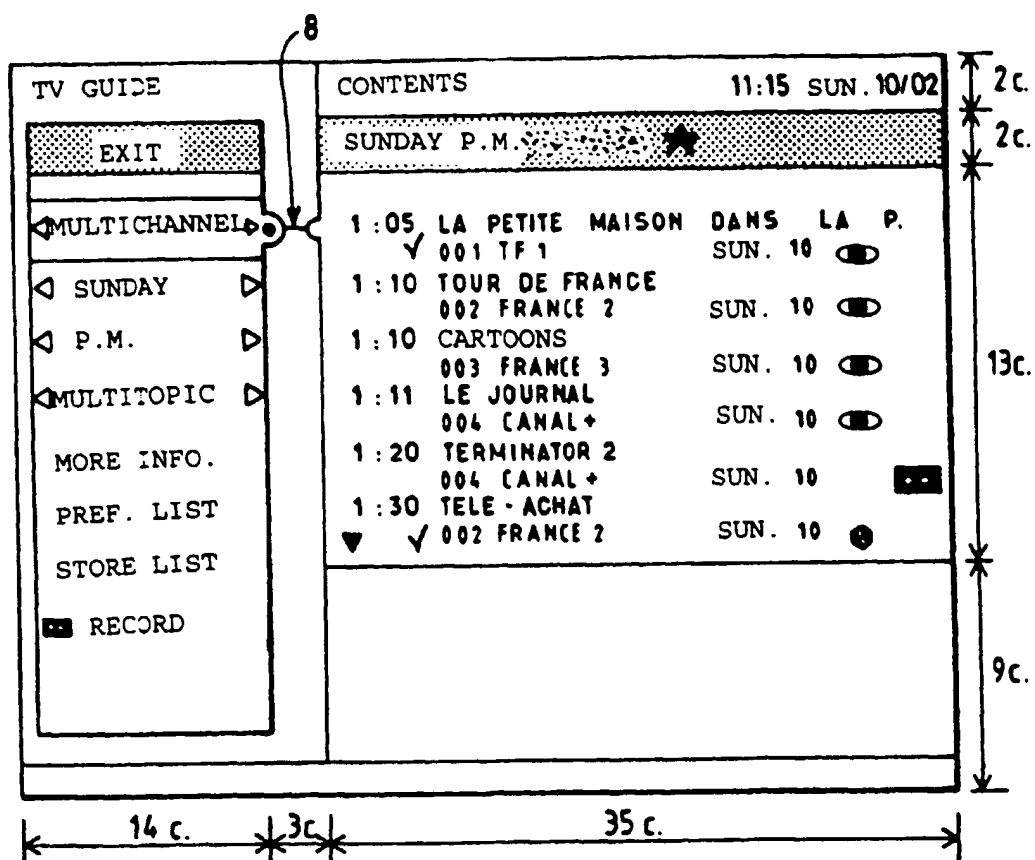 8
TV GUIDE
CONTENTS 11:15 SUN. 10/02
2c.
EXIT
SUNDAY P.M.
2c.
MULTICHANNEL
SUNDAY
P.M.
MULTITOPIC
MORE INFO.
PREF. LIST
STORE LIST
RECORD
1:05 LA PETITE MAISON DANS LA P.
001 TF1 SUN. 10
1:10 TOUR DE FRANCE
002 FRANCE 2 SUN. 10
1:10 CARTOONS
003 FRANCE 3 SUN. 10
1:11 LE JOURNAL
004 CANAL+ SUN. 10
1:20 TERMINATOR 2
004 CANAL+ SUN. 10
1:30 TELE-ACHAT
002 FRANCE 2 SUN. 10
13c.
9c.
14 c. 3c 35c.